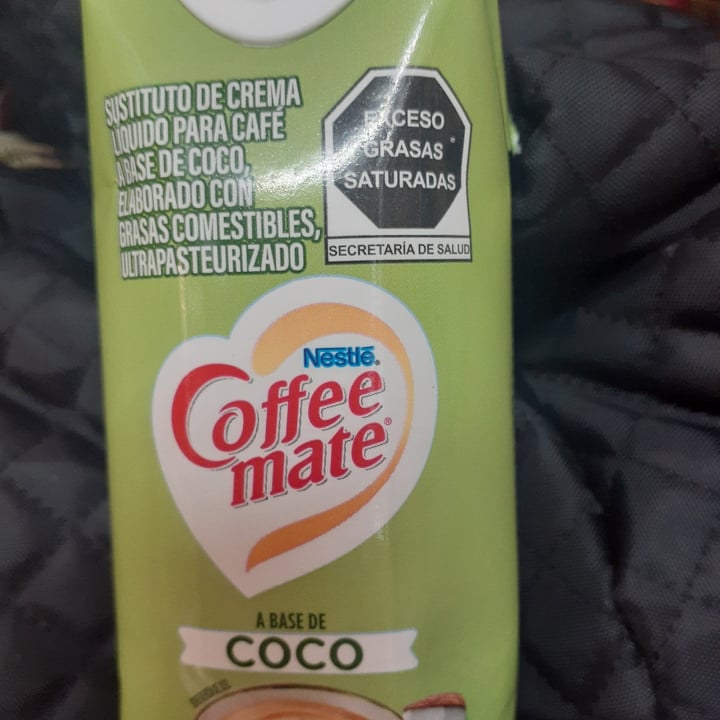 SUSTITUTO DE CREMA
LÍQUIDO PARA CAFÉ
A BASE DE COCO,
ELABORADO CON
GRASAS COMESTIBLES,
ULTRAPASTEURIZADO
EXCESO
GRASAS
SATURADAS
SECRETARÍA DE SALUD
Nestlé®
Coffee
mate®
A BASE DE
COCO